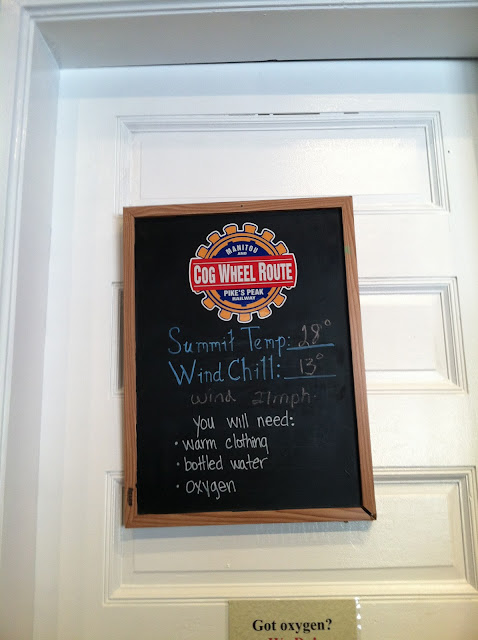 MANITOU
AND
COG WHEEL ROUTE
PIKE'S PEAK
RAILWAY
Summit Temp: 28°
Wind Chill: 13°
wind 21mph
you will need:
• warm clothing
• bottled water
• oxygen
Got oxygen?